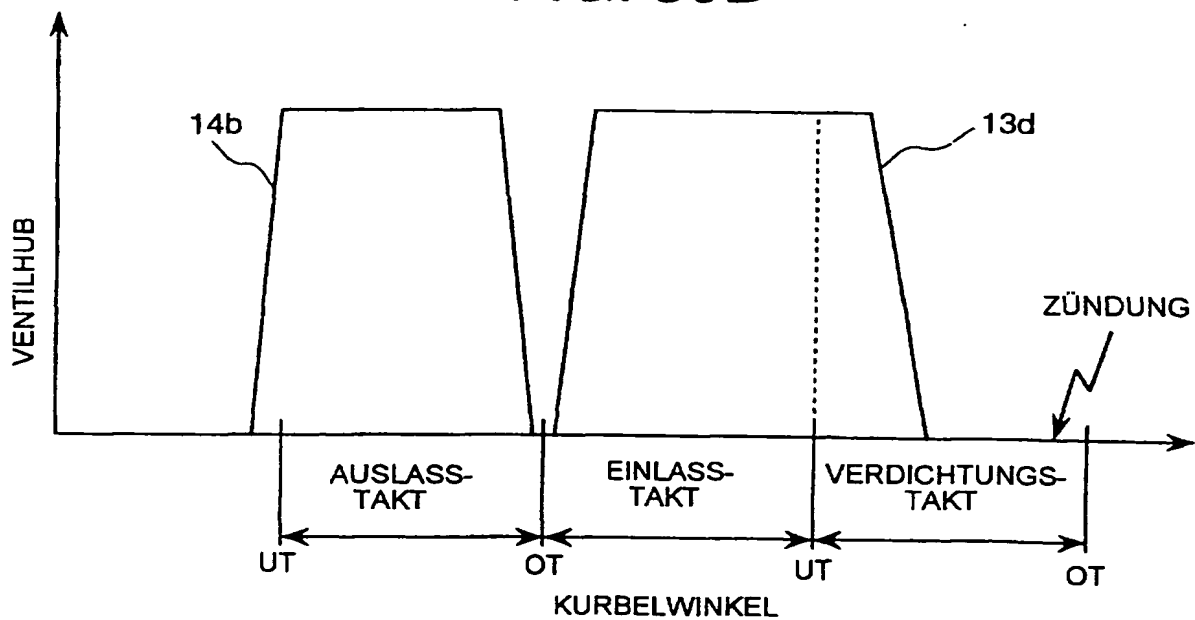 14b
13d
VENTILHUB
ZÜNDUNG
AUSLASS-
TAKT
EINLASS-
TAKT
VERDICHTUNGS-
TAKT
UT
OT
UT
OT
KURBELWINKEL